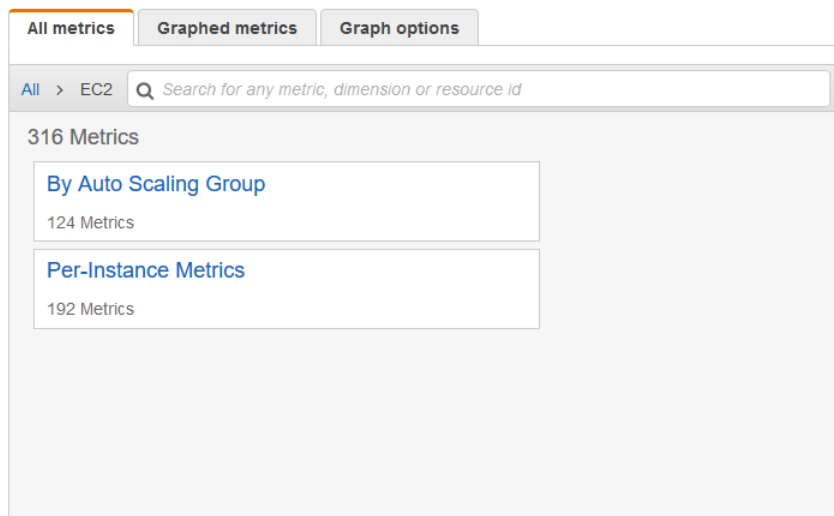 All metrics Graphed metrics Graph options
All > EC2 Search for any metric, dimension or resource id
316 Metrics
By Auto Scaling Group
124 Metrics
Per-Instance Metrics
192 Metrics